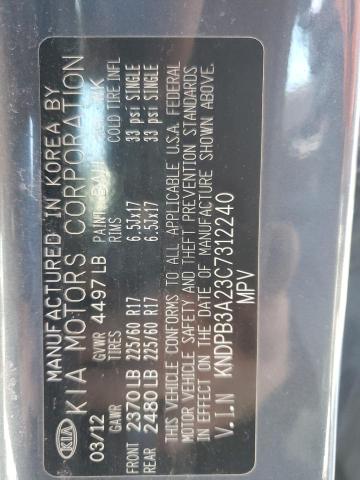 MANUFACTURED IN KOREA BY
KIA MOTORS CORPORATION
KIA
03/12 GVWR 4497 LB PAINT
GAWR RIMS COLD TIRE INFL
FRONT 2370 LB 225/60 R17 6.5Jx17 33 psi SINGLE
REAR 2480 LB 225/60 R17 6.5Jx17 33 psi SINGLE
THIS VEHICLE CONFORMS TO ALL APPLICABLE U.S.A. FEDERAL
MOTOR VEHICLE SAFETY AND THEFT PREVENTION STANDARDS
IN EFFECT ON THE DATE OF MANUFACTURE SHOWN ABOVE.
V.I.N KNDPB3A23C7312240
MPV